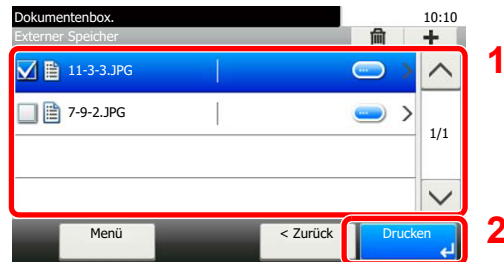 Dokumentenbox. 10:10
Externer Speicher
1
11-3-3.JPG
7-9-2.JPG
1/1
Menü < Zurück Drucken
2